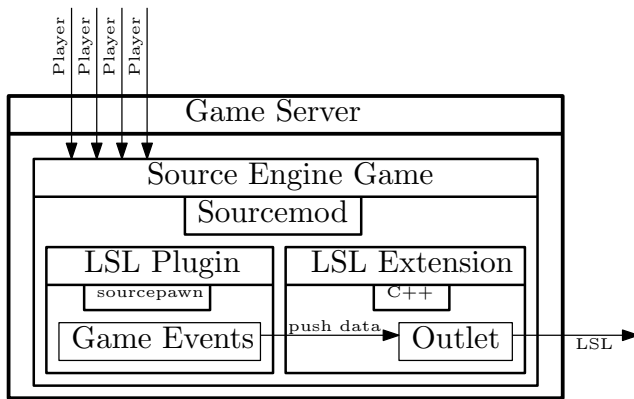 Player
Player
Player
Player
Game Server
Source Engine Game
Sourcemod
LSL Plugin
sourcepawn
Game Events
push data
LSL Extension
C++
Outlet
LSL